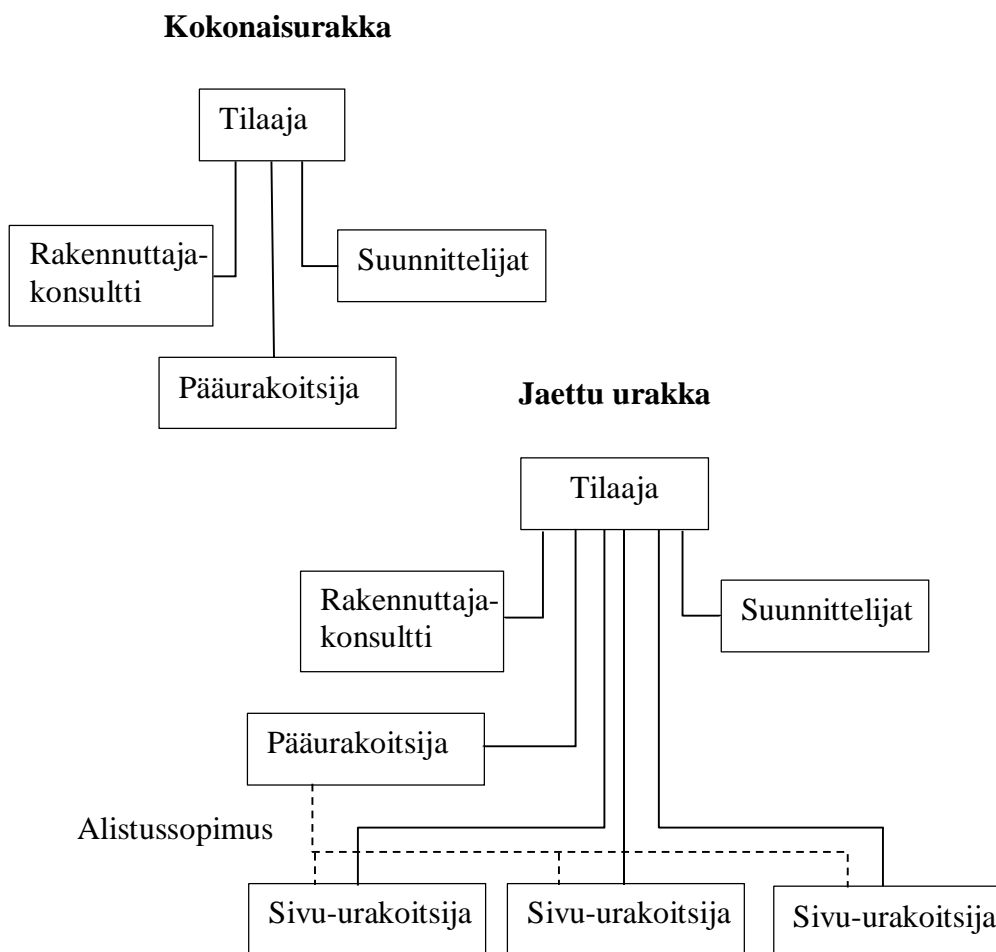 Kokonaisurakka
Tilaaja
Rakennuttaja-
konsultti
Suunnittelijat
Pääurakoitsija
Jaettu urakka
Tilaaja
Rakennuttaja-
konsultti
Suunnittelijat
Pääurakoitsija
Alistussopimus
Sivu-urakoitsija
Sivu-urakoitsija
Sivu-urakoitsija